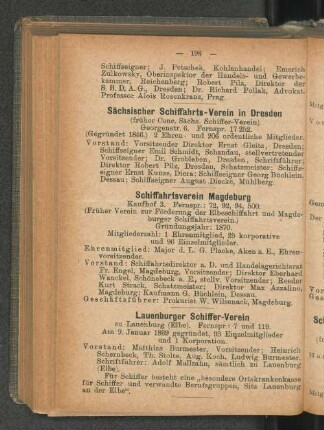 — 198 —
Schiffseigner; J. Petschek, Kohlenhandel; Emerich
Zulkowsky, Oberinspektor der Handels- und Gewerbe-
kammer, Reichenberg; Robert Pilz, Direktor der
S. B. D. A. G., Dresden; Dr. Richard Pollak, Advokat.
Professor Alois Rosenkranz, Prag
Sächsischer Schiffahrts-Verein in Dresden
(früher Conc. Sächs. Schiffer-Verein)
Georgenstr. 6. Fernspr. 17 252.
(Gegründet 1846.) 2 Ehren- und 206 ordentliche Mitglieder.
Vorstand: Vorsitzender Direktor Ernst Gleitz, Dresden;
Schiffseigner Emil Schmidt, Schandau, stellvertretender
Vorsitzender; Dr. Grubleben, Dresden, Schriftführer;
Direktor Robert Pilz, Dresden, Schatzmeister; Schiffs-
eigner Ernst Kunze, Diera; Schiffseigner Georg Büchlein,
Dessau; Schiffseigner August Diecke, Mühlberg.
Schiffahrtsverein Magdeburg
Kaufhof 3. Fernspr.: 72, 92, 94, 500.
(Früher Verein zur Förderung der Elbeschiffahrt und Magde-
burger Schiffahrtsverein.)
Gründungsjahr: 1870.
Mitgliederzahl: 1 Ehrenmitglied, 25 korporative und
96 Einzelmitglieder.
Ehrenmitglied: Major d. L. G. Placke, Aken a. E., Ehren-
vorsitzender.
Vorstand: Schiffahrtsdirektor a. D. und Handelsgerichtsrat
Fr. Engel, Magdeburg, Vorsitzender; Direktor Eberhard
Wanckel, Schönebeck a. E., stellv. Vorsitzender; Reeder
Kurt Strack, Schatzmeister; Direktor Max Azzalino,
Magdeburg; Kaufmann G. Büchlein, Dessau.
Geschäftsführer: Prokurist W. Wiesnack, Magdeburg.
Lauenburger Schiffer-Verein
zu Lauenburg (Elbe). Fernspr.: 7 und 119.
Am 9. Januar 1869 gegründet, 93 Einzelmitglieder
und 1 Korporation.
Vorstand: Matthias Burmester, Vorsitzender; Heinrich
Scherzbeck, Th. Stolte, Aug. Koch, Ludwig Burmester.
Schriftführer: Adolf Mallzahn, sämtlich zu Lauenburg
(Elbe).
Für Schiffer besteht eine „besondere Ortskrankenkasse
für Schiffer und verwandte Berufsgruppen, Sitz Lauenburg
an der Elbe".